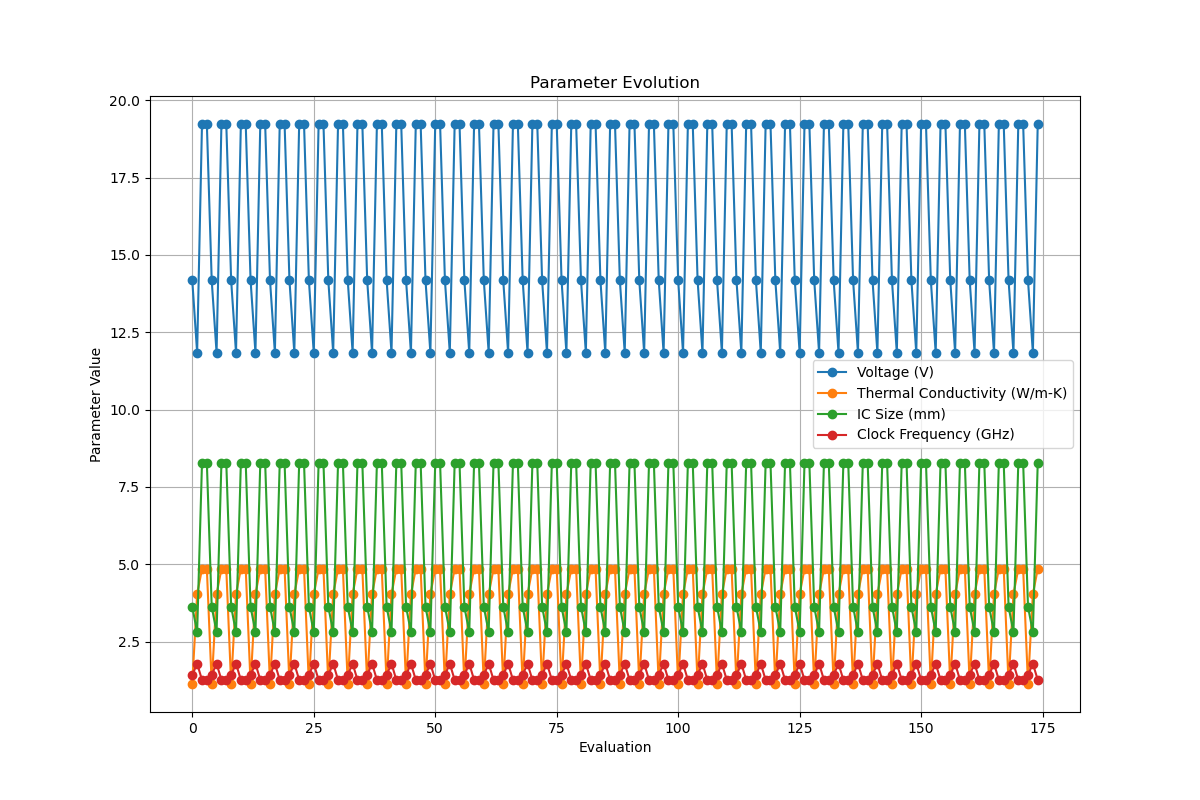 Parameter Evolution
20.0
17.5
15.0
12.5
10.0
7.5
5.0
2.5
Parameter Value
Voltage (V)
Thermal Conductivity (W/m-K)
IC Size (mm)
Clock Frequency (GHz)
0 25 50 75 100 125 150 175
Evaluation